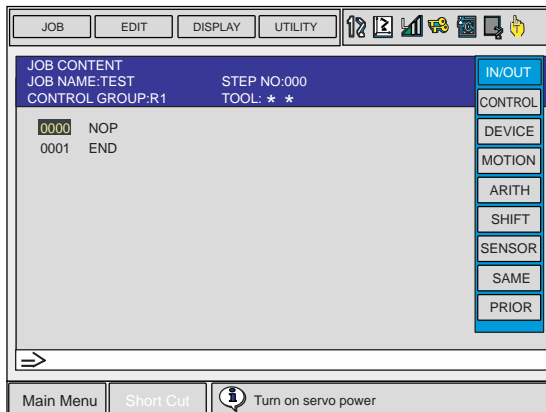 JOB EDIT DISPLAY UTILITY
JOB CONTENT
JOB NAME:TEST STEP NO:000
CONTROL GROUP:R1 TOOL: * *
0000 NOP
0001 END
IN/OUT
CONTROL
DEVICE
MOTION
ARITH
SHIFT
SENSOR
SAME
PRIOR
=>
Main Menu Short Cut Turn on servo power